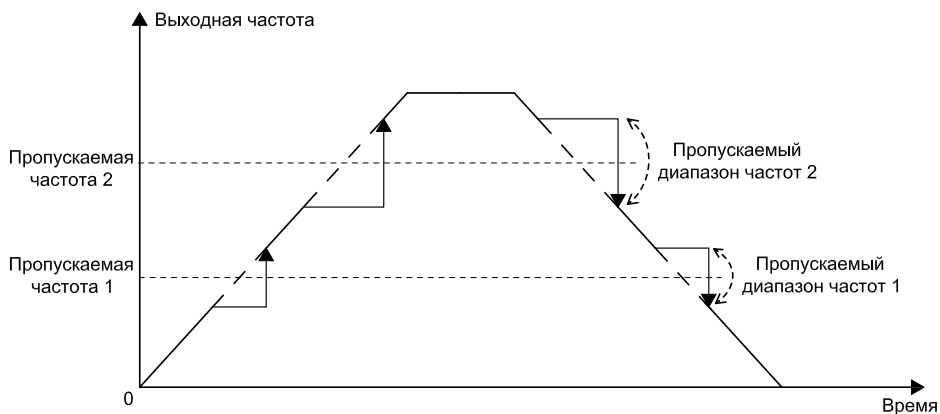 Выходная частота
Пропускаемая
частота 2
Пропускаемый
диапазон частот 2
Пропускаемая
частота 1
Пропускаемый
диапазон частот 1
0
Время